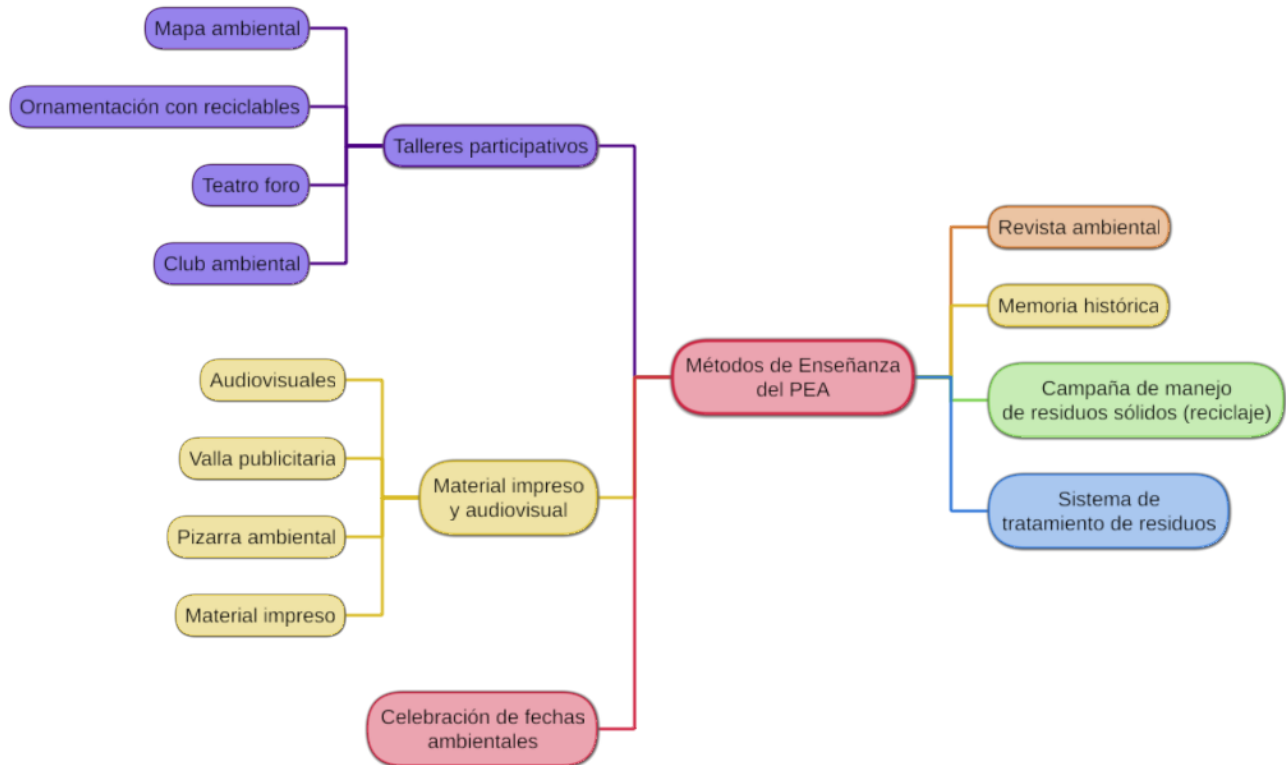 Mapa ambiental
Ornamentación con reciclables
Teatro foro
Club ambiental
Talleres participativos
Audiovisuales
Valla publicitaria
Pizarra ambiental
Material impreso
Material impreso
y audiovisual
Celebración de fechas
ambientales
Métodos de Enseñanza
del PEA
Revista ambiental
Memoria histórica
Campaña de manejo
de residuos sólidos (reciclaje)
Sistema de
tratamiento de residuos